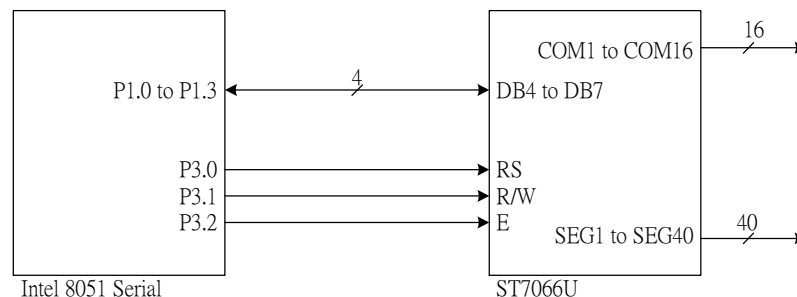 COM1 to COM16
16
P1.0 to P1.3
4
DB4 to DB7
P3.0
RS
P3.1
R/W
P3.2
E
SEG1 to SEG40
40
Intel 8051 Serial
ST7066U